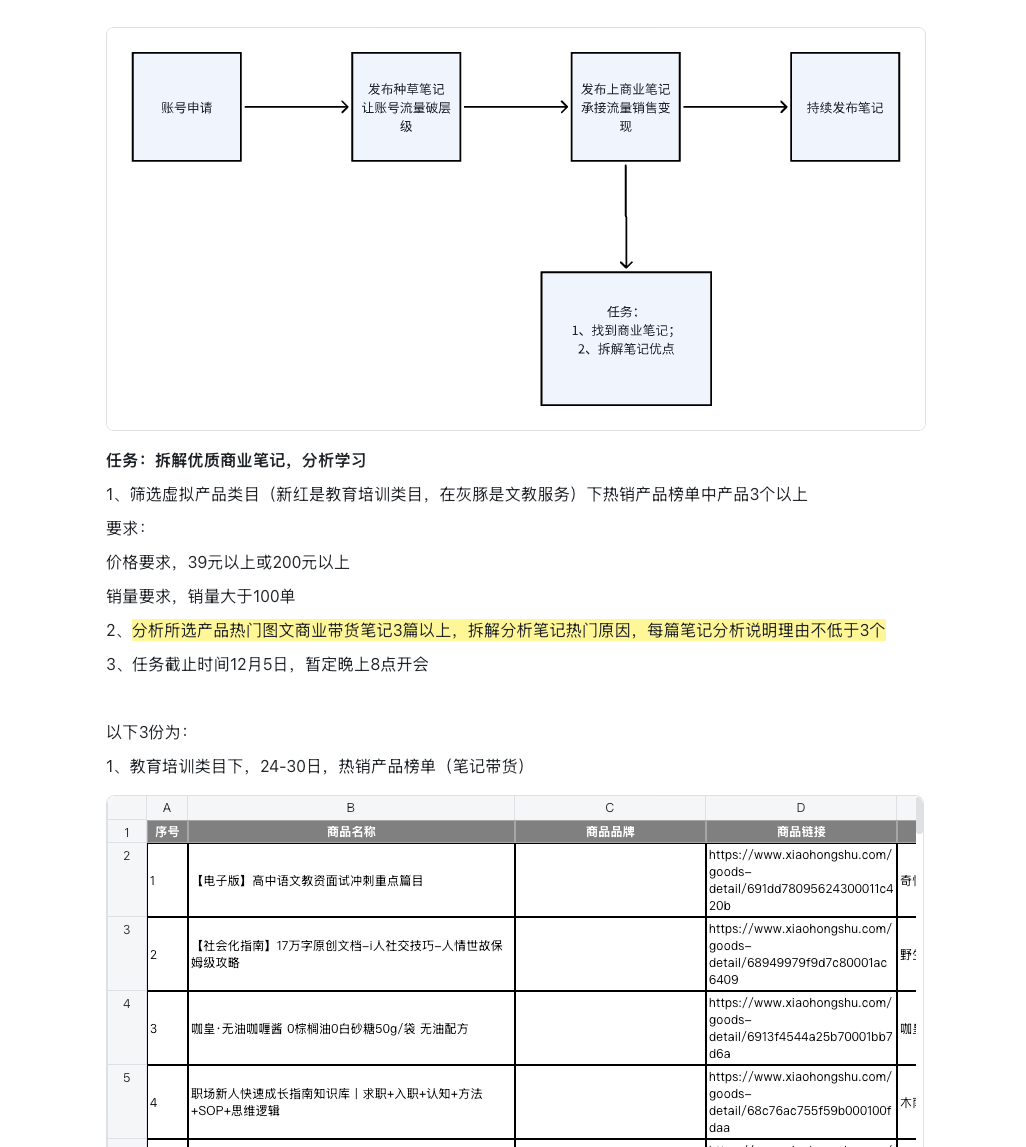 账号申请
发布种草笔记
让账号流量破层
级
发布上商业笔记
承接流量销售变
现
持续发布笔记
任务：
1、找到商业笔记；
2、拆解笔记优点
任务：拆解优质商业笔记，分析学习
1、筛选虚拟产品类目（新红是教育培训类目，在灰豚是文教服务）下热销产品榜单中产品3个以上
要求：
价格要求，39元以上或200元以上
销量要求，销量大于100单
2、分析所选产品热门图文商业带货笔记3篇以上，拆解分析笔记热门原因，每篇笔记分析说明理由不低于3个
3、任务截止时间12月5日，暂定晚上8点开会
以下3份为：
1、教育培训类目下，24-30日，热销产品榜单（笔记带货）
A B C D
1 序号 商品名称 商品品牌 商品链接
2
1
【电子版】高中语文教资面试冲刺重点篇目
https://www.xiaohongshu.com/
goods-
detail/691dd78095624300011c4
20b
3
2
【社会化指南】17万字原创文档-i人社交技巧-人情世故保
姆级攻略
https://www.xiaohongshu.com/
goods-
detail/68949979f9d7c80001ac
6409
野
4
3
咖皇·无油咖喱酱 0棕榈油0白砂糖50g/袋 无油配方
https://www.xiaohongshu.com/
goods-
detail/6913f4544a25b70001bb7
d6a
咖
5
4
职场新人快速成长指南知识库丨求职+入职+认知+方法
+SOP+思维逻辑
https://www.xiaohongshu.com/
goods-
detail/68c76ac755f59b000100f
daa
木